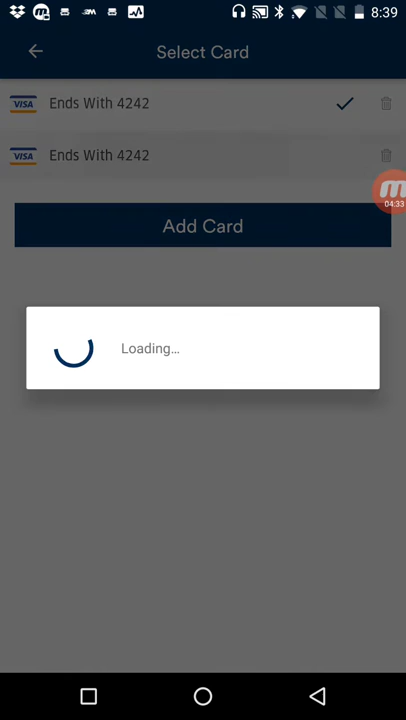 8:39
Select Card
VISA Ends With 4242
VISA Ends With 4242
04:33
Add Card
Loading...